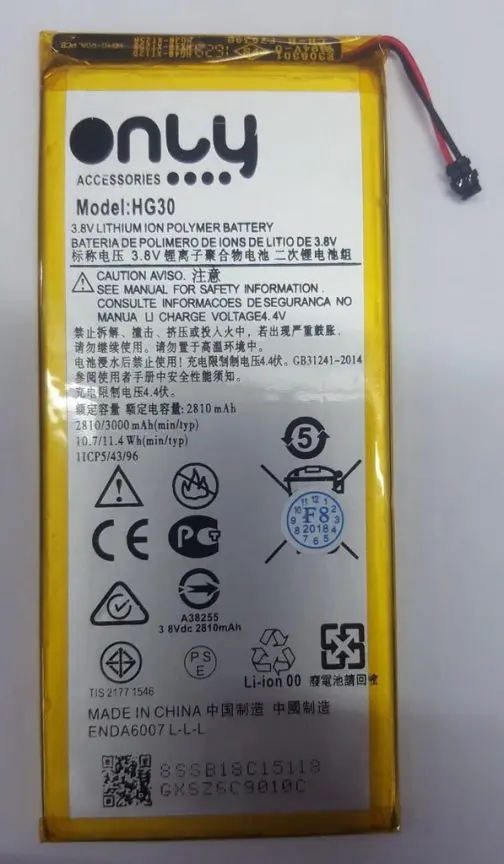 only
ACCESSORIES
Model:HG30
3.8V LITHIUM ION POLYMER BATTERY
BATERIA DE POLIMERO DE IONS DE LITIO DE 3.8V
标称电压 3.8V 锂离子聚合物电池 二次锂电池组
CAUTION AVISO. 注意
SEE MANUAL FOR SAFETY INFORMATION.
CONSULTE INFORMACOES DE SEGURANCA NO
MANUA LI CHARGE VOLTAGE4.4V
禁止拆解、撞击、挤压或投入火中，若出现严重鼓胀，
请勿继续使用。请勿置于高温环境中。
电池浸水后禁止使用！充电限制制电压4.4伏。GB31241-2014
参阅使用者手册中安全性能细则。
充电限制电压4.4伏。
额定容量 额定电容量: 2810 mAh
2810/3000 mAh(min/typ)
10.7/11.4 Wh(min/typ)
1ICP5/43/96
5
F8
2018
CE
A38255
3 8Vdc 2810mAh
TIS 2177 1546
PS
E
Li-ion 00
廢電池請回收
MADE IN CHINA 中国制造 中國製造
ENDA6007 L-L-L
8SSB18C15118
GXSZ6C9010C